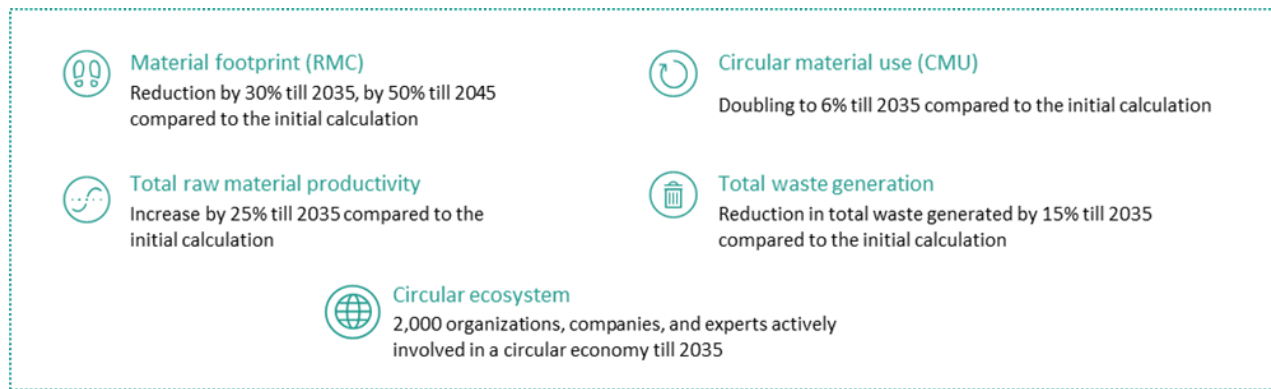 Material footprint (RMC)
Reduction by 30% till 2035, by 50% till 2045
compared to the initial calculation
Circular material use (CMU)
Doubling to 6% till 2035 compared to the initial calculation
Total raw material productivity
Increase by 25% till 2035 compared to the
initial calculation
Total waste generation
Reduction in total waste generated by 15% till 2035
compared to the initial calculation
Circular ecosystem
2,000 organizations, companies, and experts actively
involved in a circular economy till 2035